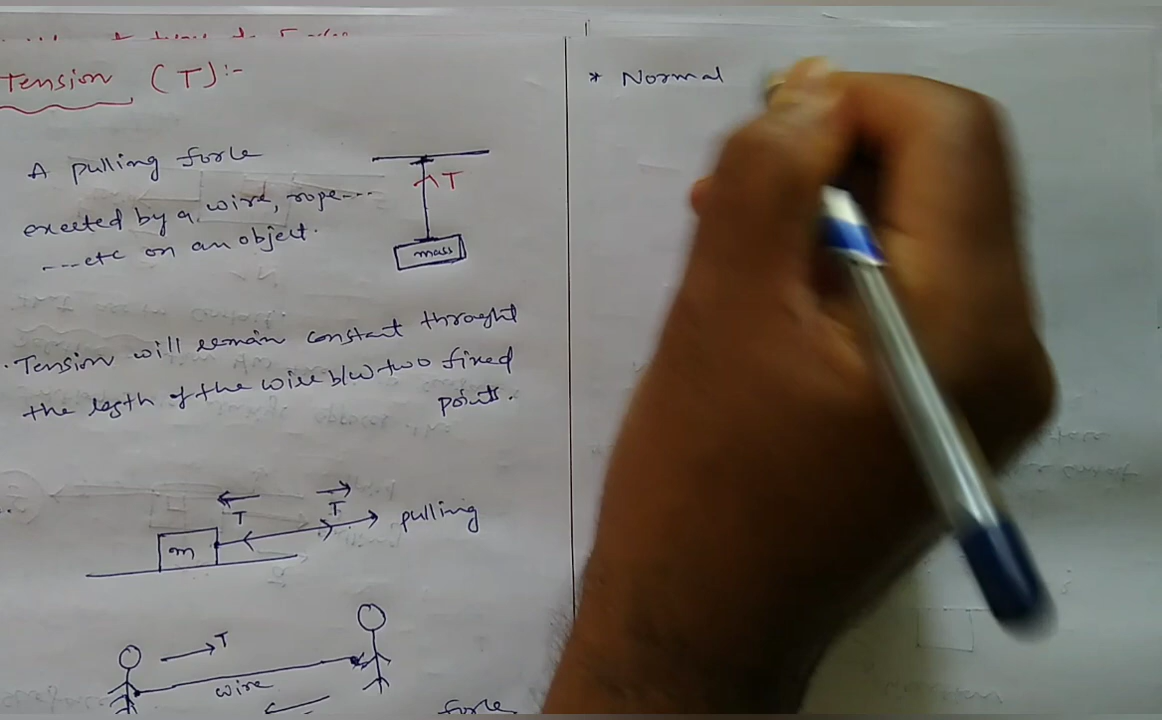 Tension (T):-
A pulling force
exerted by a wire, rope---
---etc on an object.
T
mass
. Tension will remain constant throught
the legth of the wire b/w two fixed
points.
T
T
m
pulling
T
wire
force
* Normal